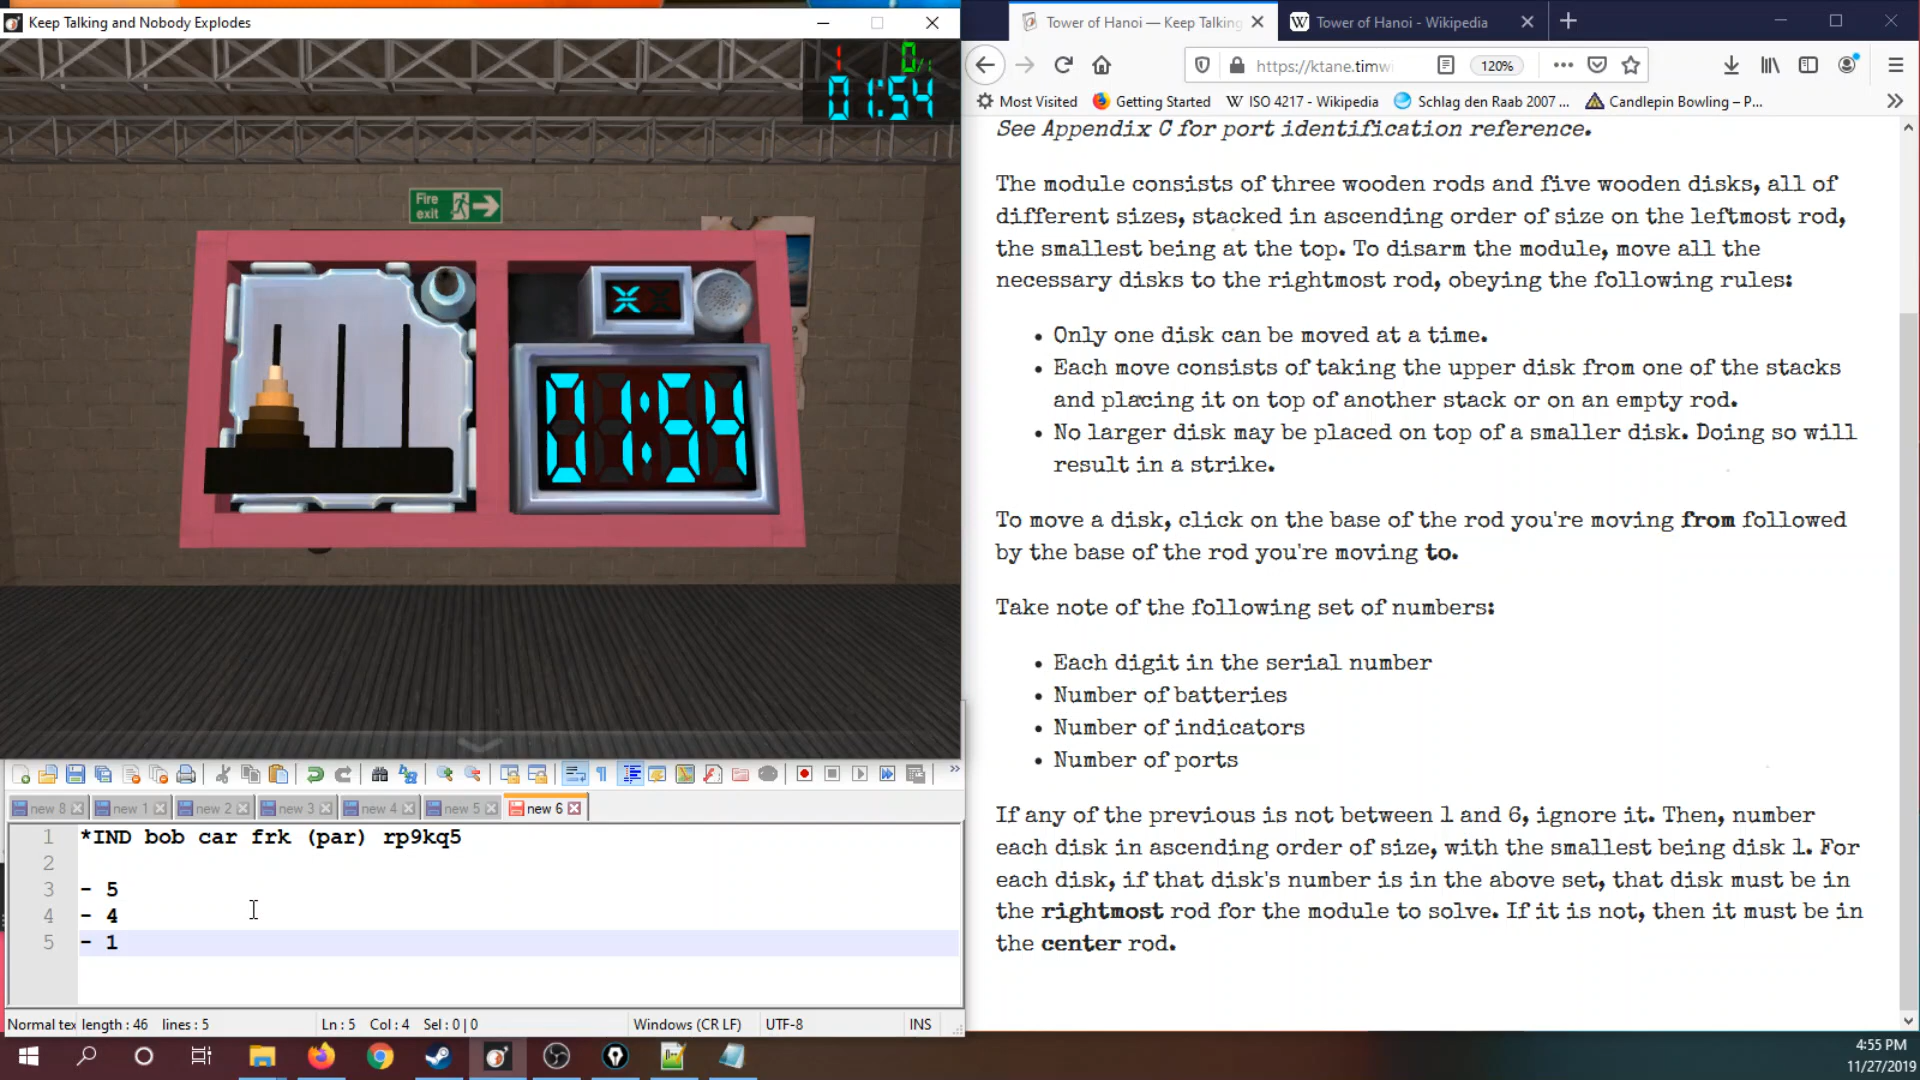 Keep Talking and Nobody Explodes
1 0/1
01:54
Fire
exit
X
01:54
new 8
new 1
new 2
new 3
new 4
new 5
new 6
1 *IND bob car frk (par) rp9kq5
2
3 - 5
4 - 4
5 - 1
Normal tex length : 46 lines : 5 Ln : 5 Col : 4 Sel : 0 | 0 Windows (CR LF) UTF-8 INS
Tower of Hanoi — Keep Talking
Tower of Hanoi - Wikipedia
https://ktane.timwi
120%
Most Visited
Getting Started
ISO 4217 - Wikipedia
Schlag den Raab 2007 ...
Candlepin Bowling – P...
See Appendix C for port identification reference.
The module consists of three wooden rods and five wooden disks, all of
different sizes, stacked in ascending order of size on the leftmost rod,
the smallest being at the top. To disarm the module, move all the
necessary disks to the rightmost rod, obeying the following rules:
• Only one disk can be moved at a time.
• Each move consists of taking the upper disk from one of the stacks
and placing it on top of another stack or on an empty rod.
• No larger disk may be placed on top of a smaller disk. Doing so will
result in a strike.
To move a disk, click on the base of the rod you're moving from followed
by the base of the rod you're moving to.
Take note of the following set of numbers:
• Each digit in the serial number
• Number of batteries
• Number of indicators
• Number of ports
If any of the previous is not between 1 and 6, ignore it. Then, number
each disk in ascending order of size, with the smallest being disk 1. For
each disk, if that disk's number is in the above set, that disk must be in
the rightmost rod for the module to solve. If it is not, then it must be in
the center rod.
4:55 PM
11/27/2019